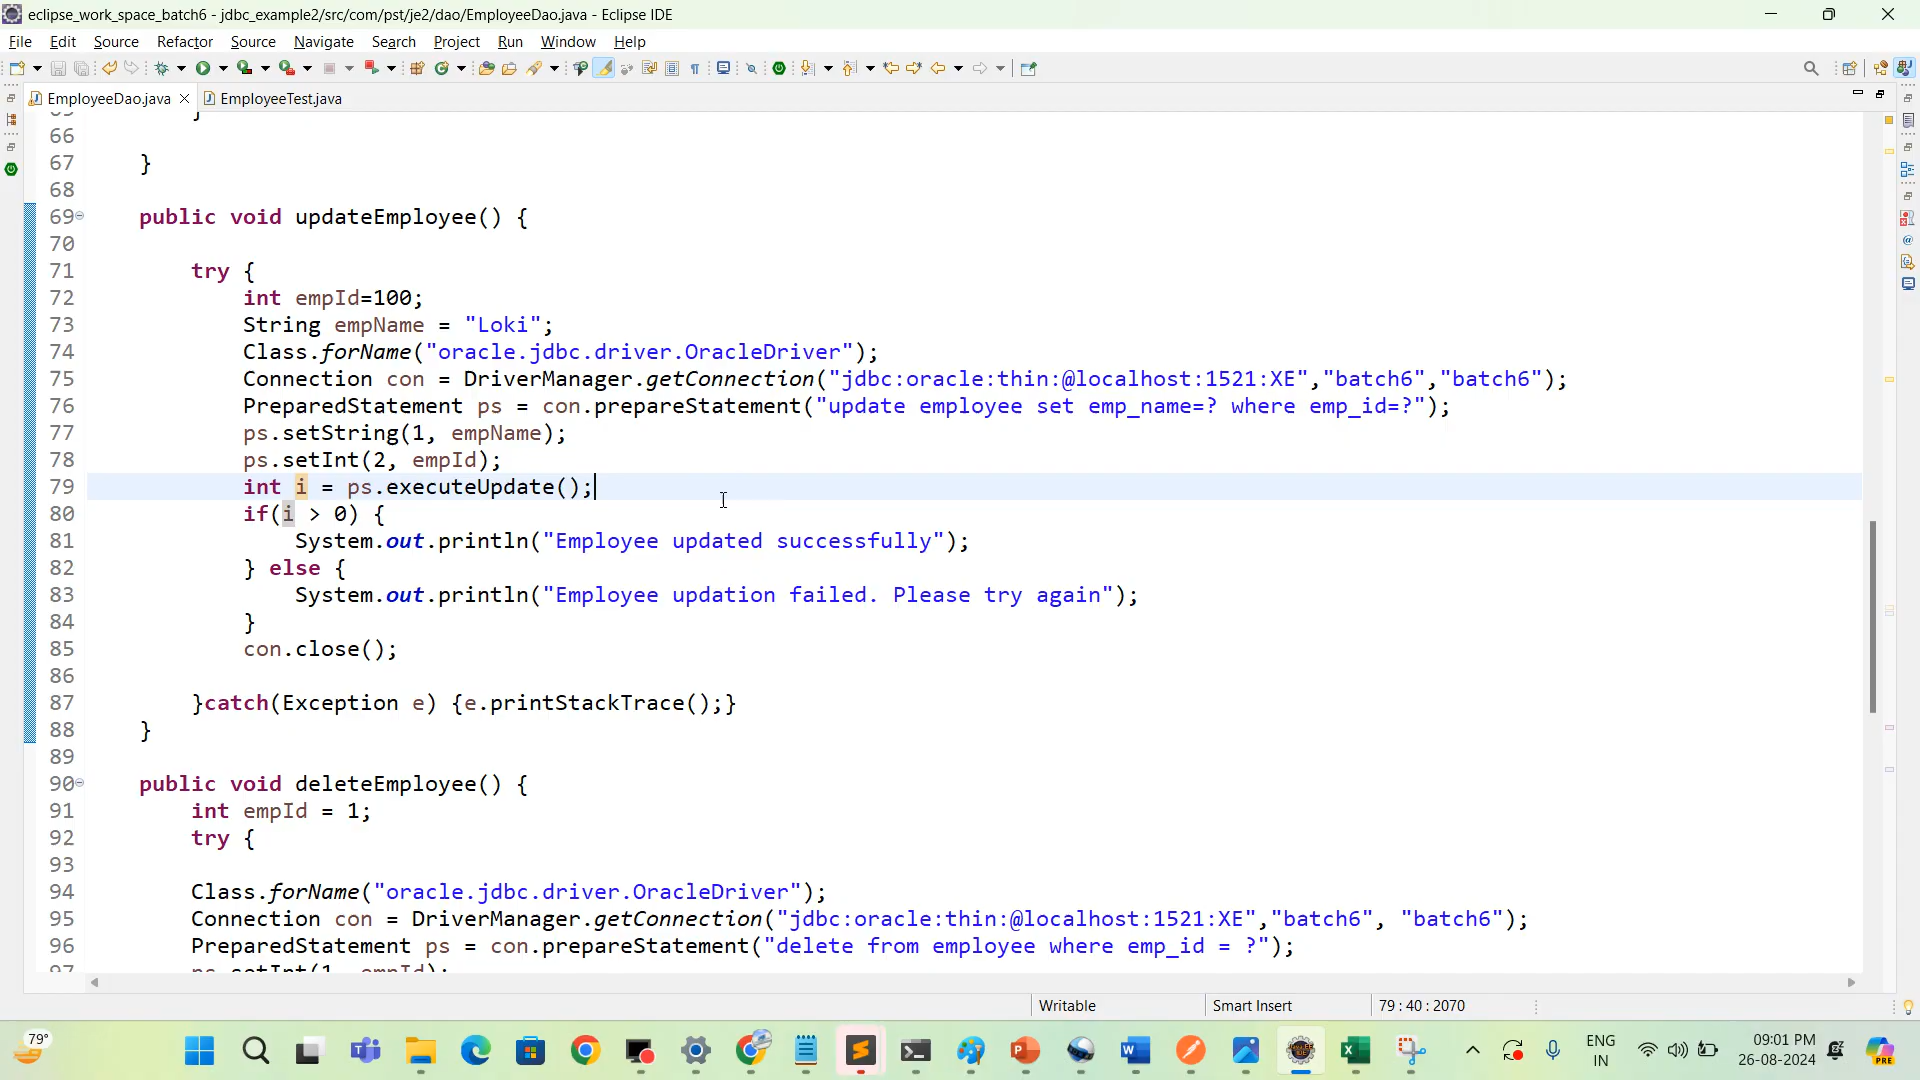 eclipse_work_space_batch6 - jdbc_example2/src/com/pst/je2/dao/EmployeeDao.java - Eclipse IDE
File Edit Source Refactor Source Navigate Search Project Run Window Help
EmployeeDao.java EmployeeTest.java
66
67 }
68
69 public void updateEmployee() {
70
71 try {
72 int empId=100;
73 String empName = "Loki";
74 Class.forName("oracle.jdbc.driver.OracleDriver");
75 Connection con = DriverManager.getConnection("jdbc:oracle:thin:@localhost:1521:XE","batch6","batch6");
76 PreparedStatement ps = con.prepareStatement("update employee set emp_name=? where emp_id=?");
77 ps.setString(1, empName);
78 ps.setInt(2, empId);
79 int i = ps.executeUpdate();
80 if(i > 0) {
81 System.out.println("Employee updated successfully");
82 } else {
83 System.out.println("Employee updation failed. Please try again");
84 }
85 con.close();
86
87 }catch(Exception e) {e.printStackTrace();}
88 }
89
90 public void deleteEmployee() {
91 int empId = 1;
92 try {
93
94 Class.forName("oracle.jdbc.driver.OracleDriver");
95 Connection con = DriverManager.getConnection("jdbc:oracle:thin:@localhost:1521:XE","batch6", "batch6");
96 PreparedStatement ps = con.prepareStatement("delete from employee where emp_id = ?");
97 ps.setInt(1, empId);
Writable Smart Insert 79 : 40 : 2070
79°
ENG
IN
09:01 PM
26-08-2024
PRE